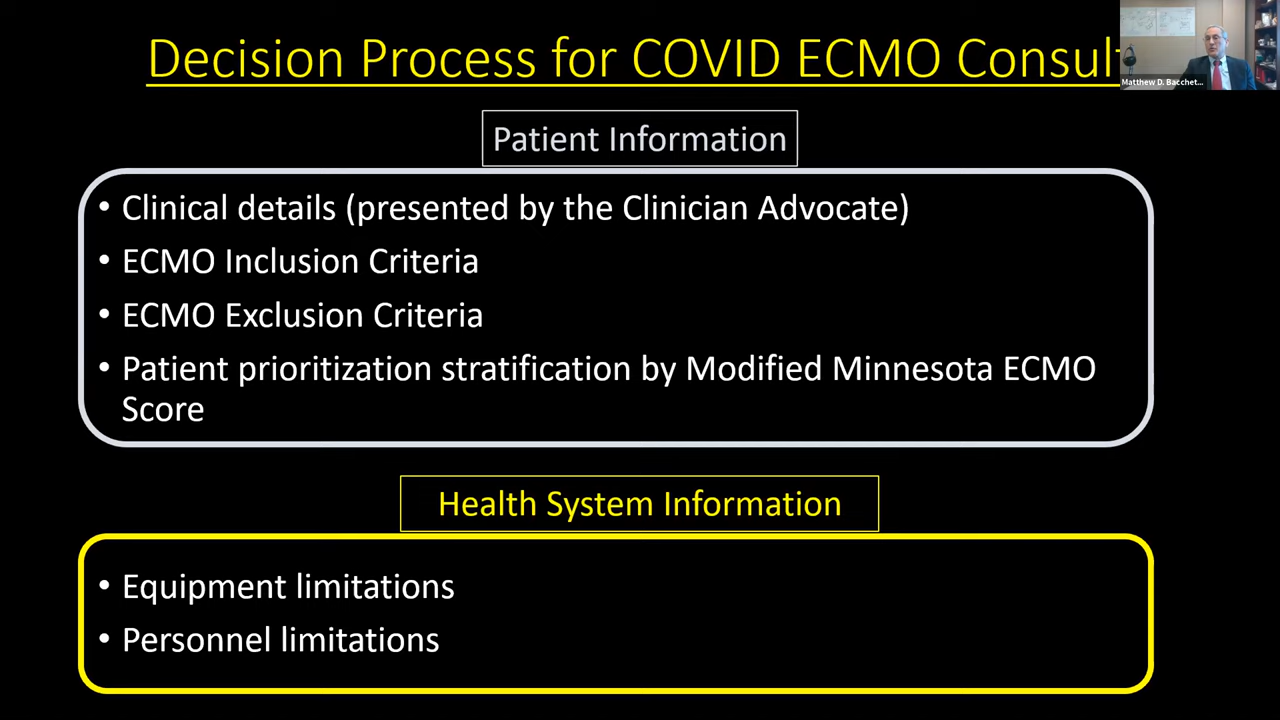 Decision Process for COVID ECMO Consult
Matthew D. Bacchet...
Patient Information
• Clinical details (presented by the Clinician Advocate)
• ECMO Inclusion Criteria
• ECMO Exclusion Criteria
• Patient prioritization stratification by Modified Minnesota ECMO
Score
Health System Information
• Equipment limitations
• Personnel limitations